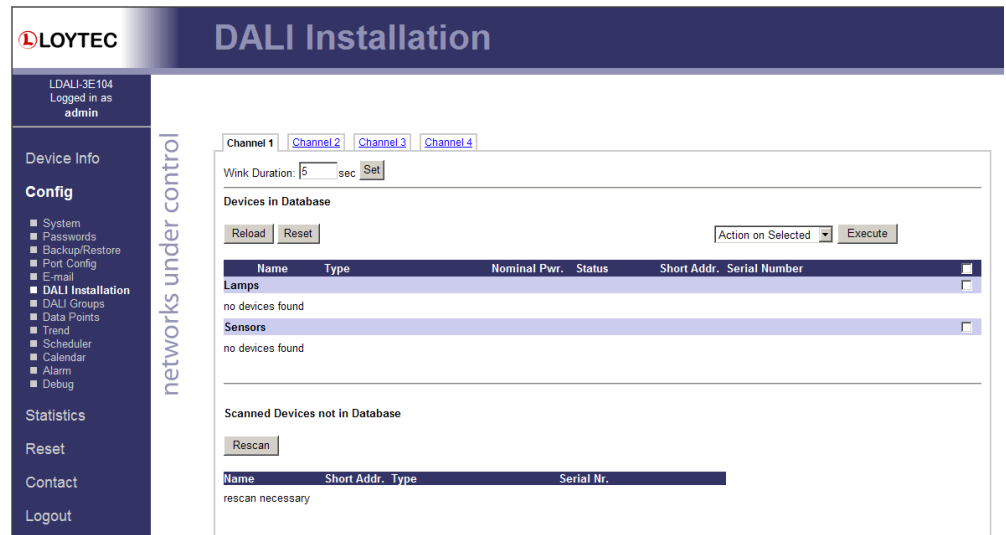 LOYTEC
DALI Installation
LDALI-3E104
Logged in as
admin
Device Info
Config
System
Passwords
Backup/Restore
Port Config
E-mail
DALI Installation
DALI Groups
Data Points
Trend
Scheduler
Calendar
Alarm
Debug
Statistics
Reset
Contact
Logout
networks under control
Channel 1 Channel 2 Channel 3 Channel 4
Wink Duration: 5 sec Set
Devices in Database
Reload Reset Action on Selected Execute
Name Type Nominal Pwr. Status Short Addr. Serial Number
Lamps
no devices found
Sensors
no devices found
Scanned Devices not in Database
Rescan
Name Short Addr. Type Serial Nr.
rescan necessary